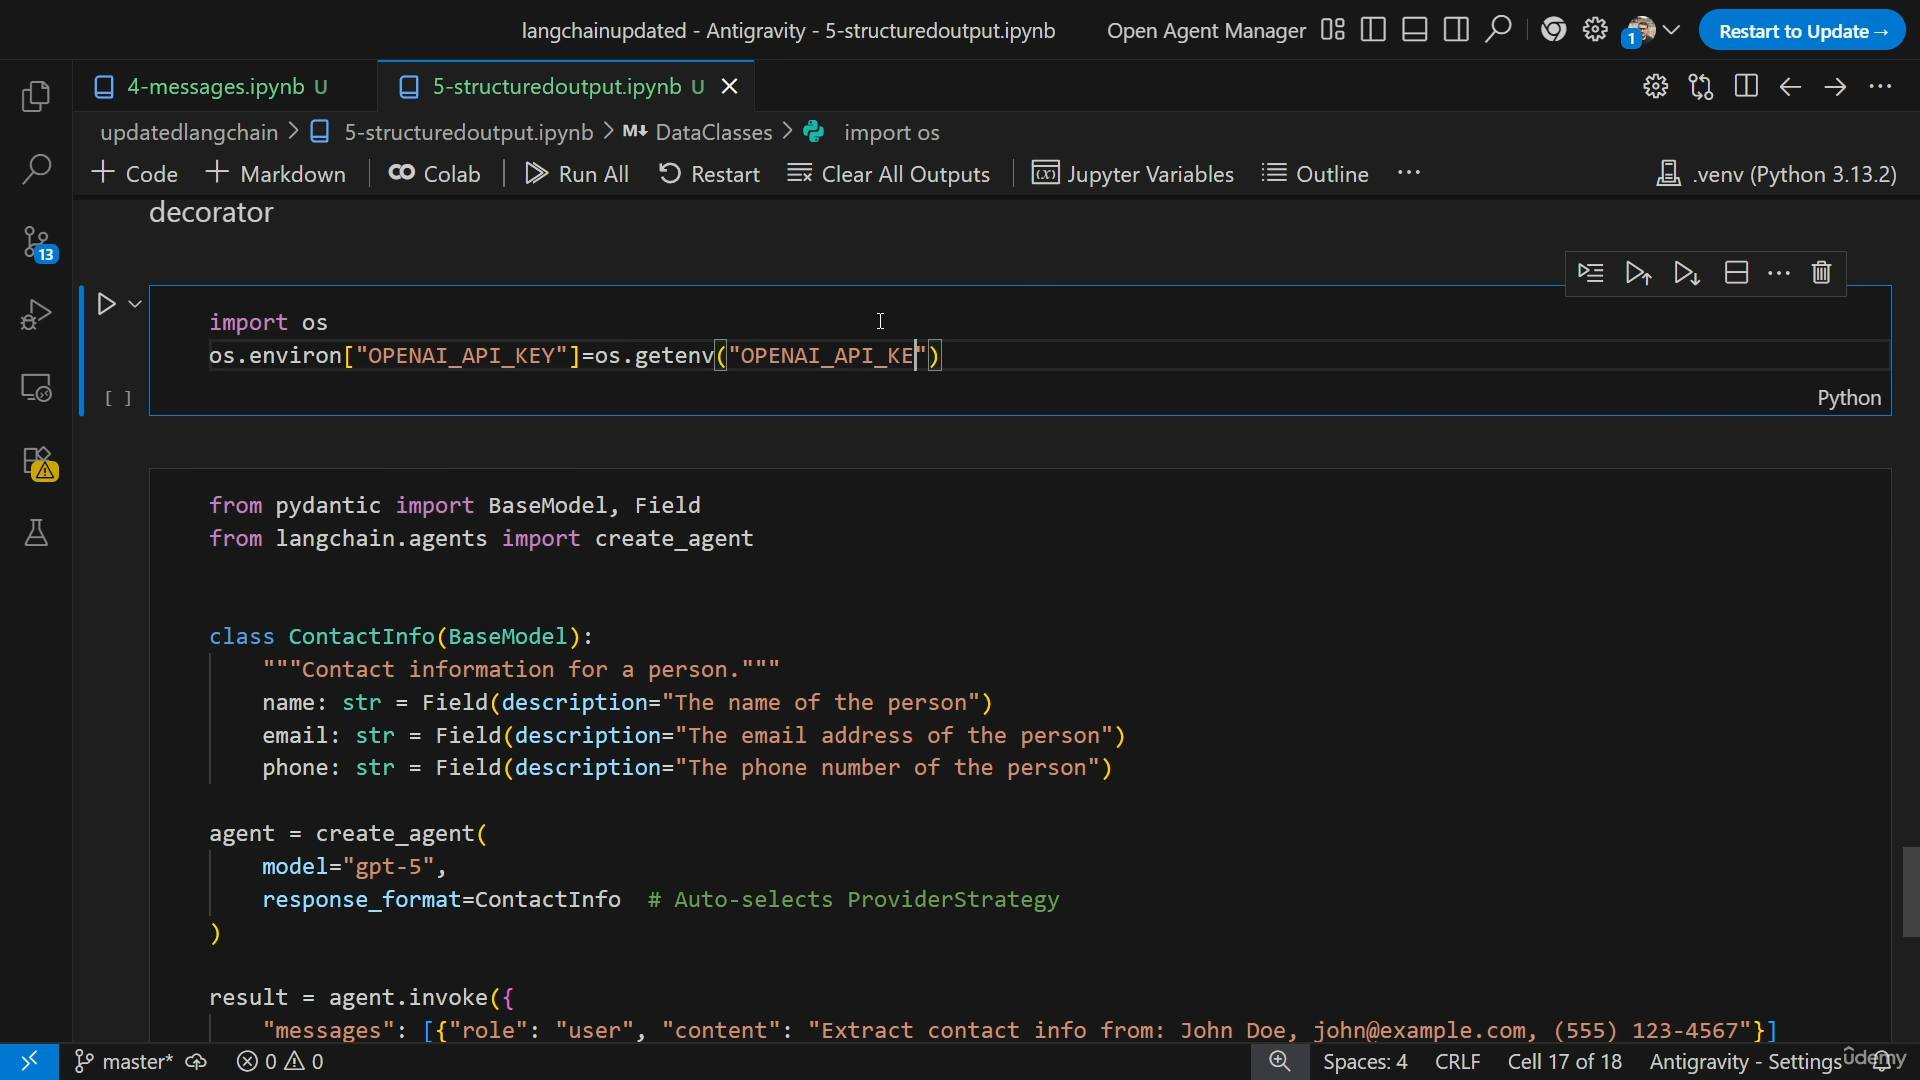 langchainupdated - Antigravity - 5-structuredoutput.ipynb
Open Agent Manager
1
Restart to Update→
4-messages.ipynb U
5-structuredoutput.ipynb U
updatedlangchain > 5-structuredoutput.ipynb > M↓ DataClasses > import os
+ Code + Markdown
Colab
Run All
Restart
Clear All Outputs
Jupyter Variables
Outline
...
.venv (Python 3.13.2)
decorator
13
import os
os.environ["OPENAI_API_KEY"]=os.getenv("OPENAI_API_KE")
[ ]
Python
from pydantic import BaseModel, Field
from langchain.agents import create_agent
class ContactInfo(BaseModel):
"""Contact information for a person."""
name: str = Field(description="The name of the person")
email: str = Field(description="The email address of the person")
phone: str = Field(description="The phone number of the person")
agent = create_agent(
model="gpt-5",
response_format=ContactInfo  # Auto-selects ProviderStrategy
)
result = agent.invoke({
"messages": [{"role": "user", "content": "Extract contact info from: John Doe, john@example.com, (555) 123-4567"}]
master*
0
0
Spaces: 4
CRLF
Cell 17 of 18
Antigravity - Settings
ûdemy